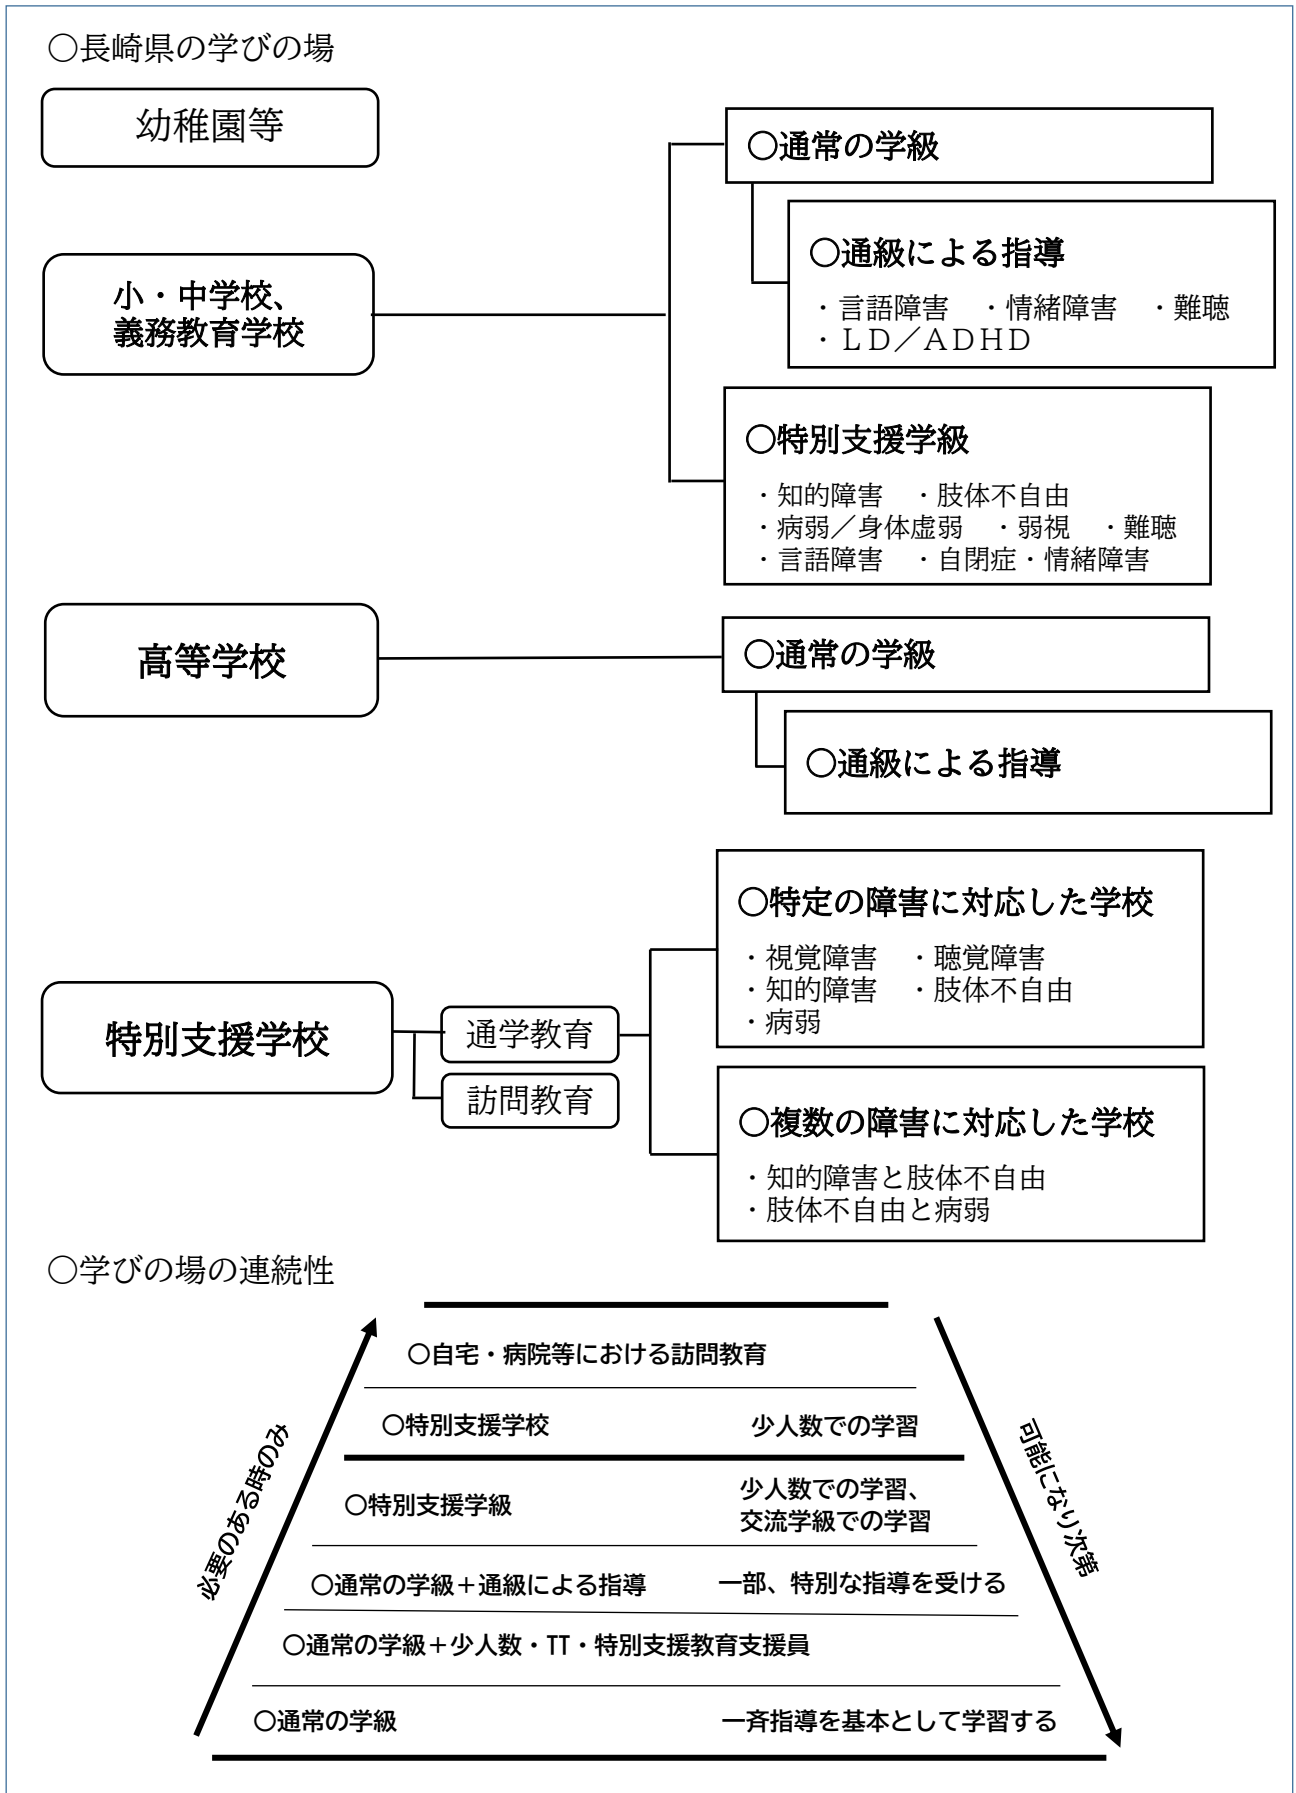 〇長崎県の学びの場
幼稚園等
小・中学校、
義務教育学校
〇通常の学級
〇通級による指導
・言語障害　・情緒障害　・難聴
・ＬＤ／ＡＤＨＤ
〇特別支援学級
・知的障害　・肢体不自由
・病弱／身体虚弱　・弱視　・難聴
・言語障害　・自閉症・情緒障害
高等学校
〇通常の学級
〇通級による指導
特別支援学校
通学教育
訪問教育
〇特定の障害に対応した学校
・視覚障害　・聴覚障害
・知的障害　・肢体不自由
・病弱
〇複数の障害に対応した学校
・知的障害と肢体不自由
・肢体不自由と病弱
〇学びの場の連続性
必要のある時のみ
可能になり次第
〇自宅・病院等における訪問教育
〇特別支援学校　少人数での学習
〇特別支援学級　少人数での学習、
交流学級での学習
〇通常の学級＋通級による指導　一部、特別な指導を受ける
〇通常の学級＋少人数・TT・特別支援教育支援員
〇通常の学級　一斉指導を基本として学習する